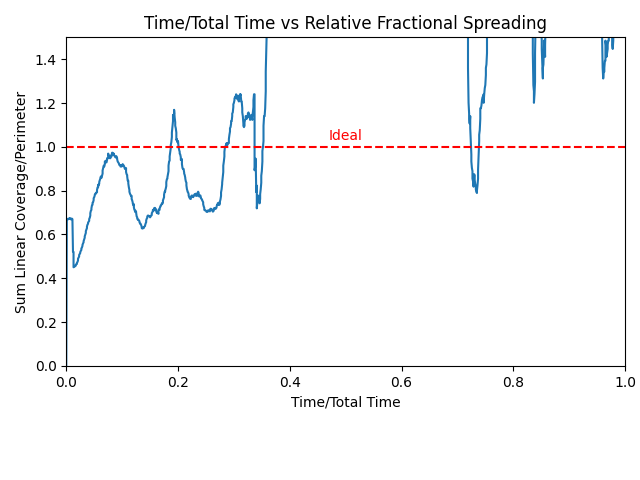 Time/Total Time vs Relative Fractional Spreading
Sum Linear Coverage/Perimeter
1.4
1.2
1.0
0.8
0.6
0.4
0.2
0.0
Ideal
0.0 0.2 0.4 0.6 0.8 1.0
Time/Total Time